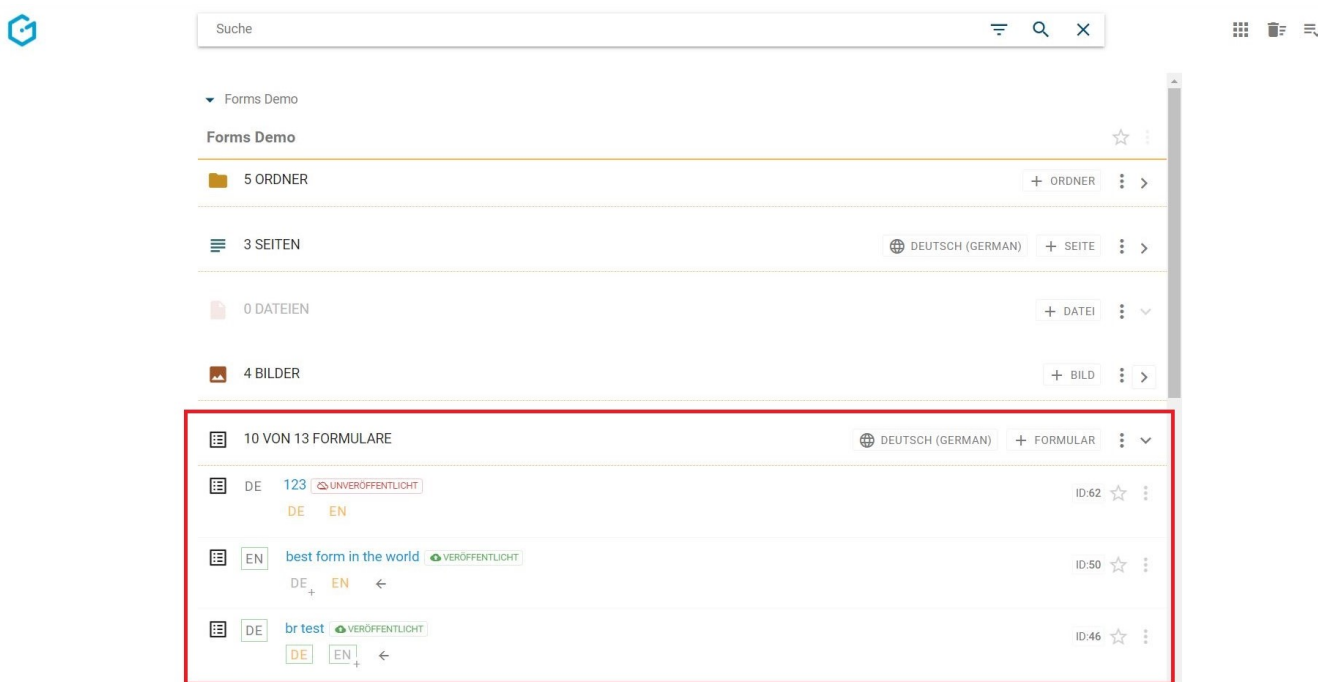 Suche
Forms Demo
Forms Demo
5 ORDNER + ORDNER
3 SEITEN DEUTSCH (GERMAN) + SEITE
0 DATEIEN + DATEI
4 BILDER + BILD
10 VON 13 FORMULARE DEUTSCH (GERMAN) + FORMULAR
DE 123 UNVERÖFFENTLICHT ID:62
DE EN
EN best form in the world VERÖFFENTLICHT ID:50
DE+ EN ←
DE br test VERÖFFENTLICHT ID:46
DE EN+ ←